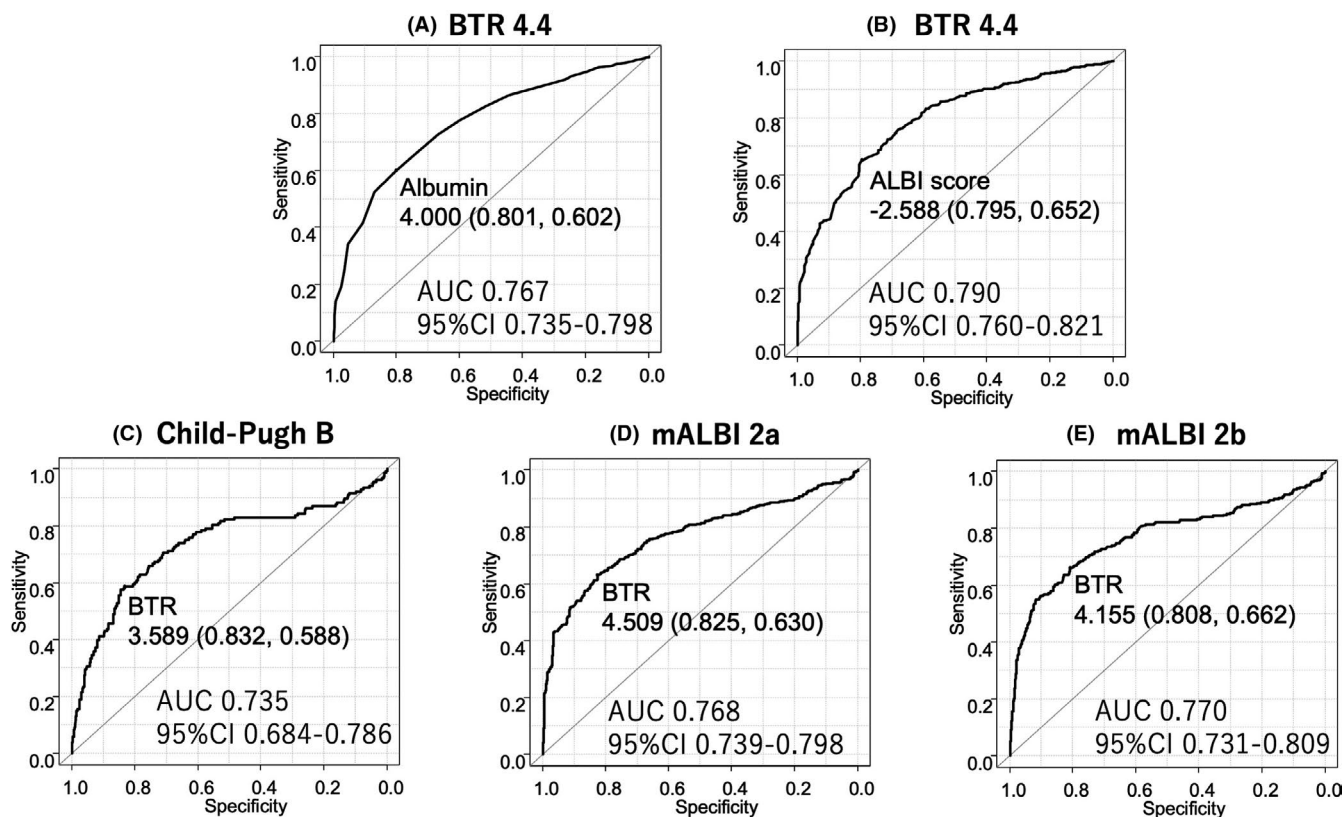 (A) BTR 4.4
Sensitivity
1.0
0.8
0.6
0.4
0.2
0.0
Albumin
4.000 (0.801, 0.602)
AUC 0.767
95%CI 0.735-0.798
1.0 0.8 0.6 0.4 0.2 0.0
Specificity
(B) BTR 4.4
Sensitivity
1.0
0.8
0.6
0.4
0.2
0.0
ALBI score
-2.588 (0.795, 0.652)
AUC 0.790
95%CI 0.760-0.821
1.0 0.8 0.6 0.4 0.2 0.0
Specificity
(C) Child-Pugh B
Sensitivity
1.0
0.8
0.6
0.4
0.2
0.0
BTR
3.589 (0.832, 0.588)
AUC 0.735
95%CI 0.684-0.786
1.0 0.8 0.6 0.4 0.2 0.0
Specificity
(D) mALBI 2a
Sensitivity
1.0
0.8
0.6
0.4
0.2
0.0
BTR
4.509 (0.825, 0.630)
AUC 0.768
95%CI 0.739-0.798
1.0 0.8 0.6 0.4 0.2 0.0
Specificity
(E) mALBI 2b
Sensitivity
1.0
0.8
0.6
0.4
0.2
0.0
BTR
4.155 (0.808, 0.662)
AUC 0.770
95%CI 0.731-0.809
1.0 0.8 0.6 0.4 0.2 0.0
Specificity